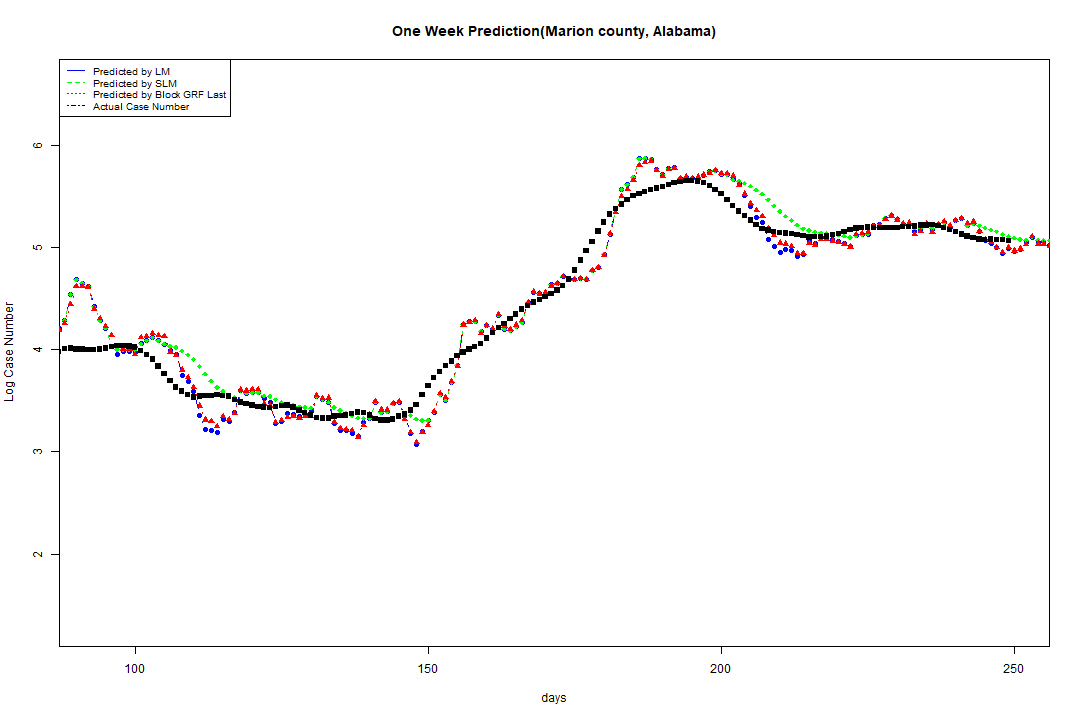 One Week Prediction(Marion county, Alabama)
Predicted by LM
Predicted by SLM
Predicted by Block GRF Last
Actual Case Number
6
5
4
3
2
Log Case Number
100 150 200 250
days